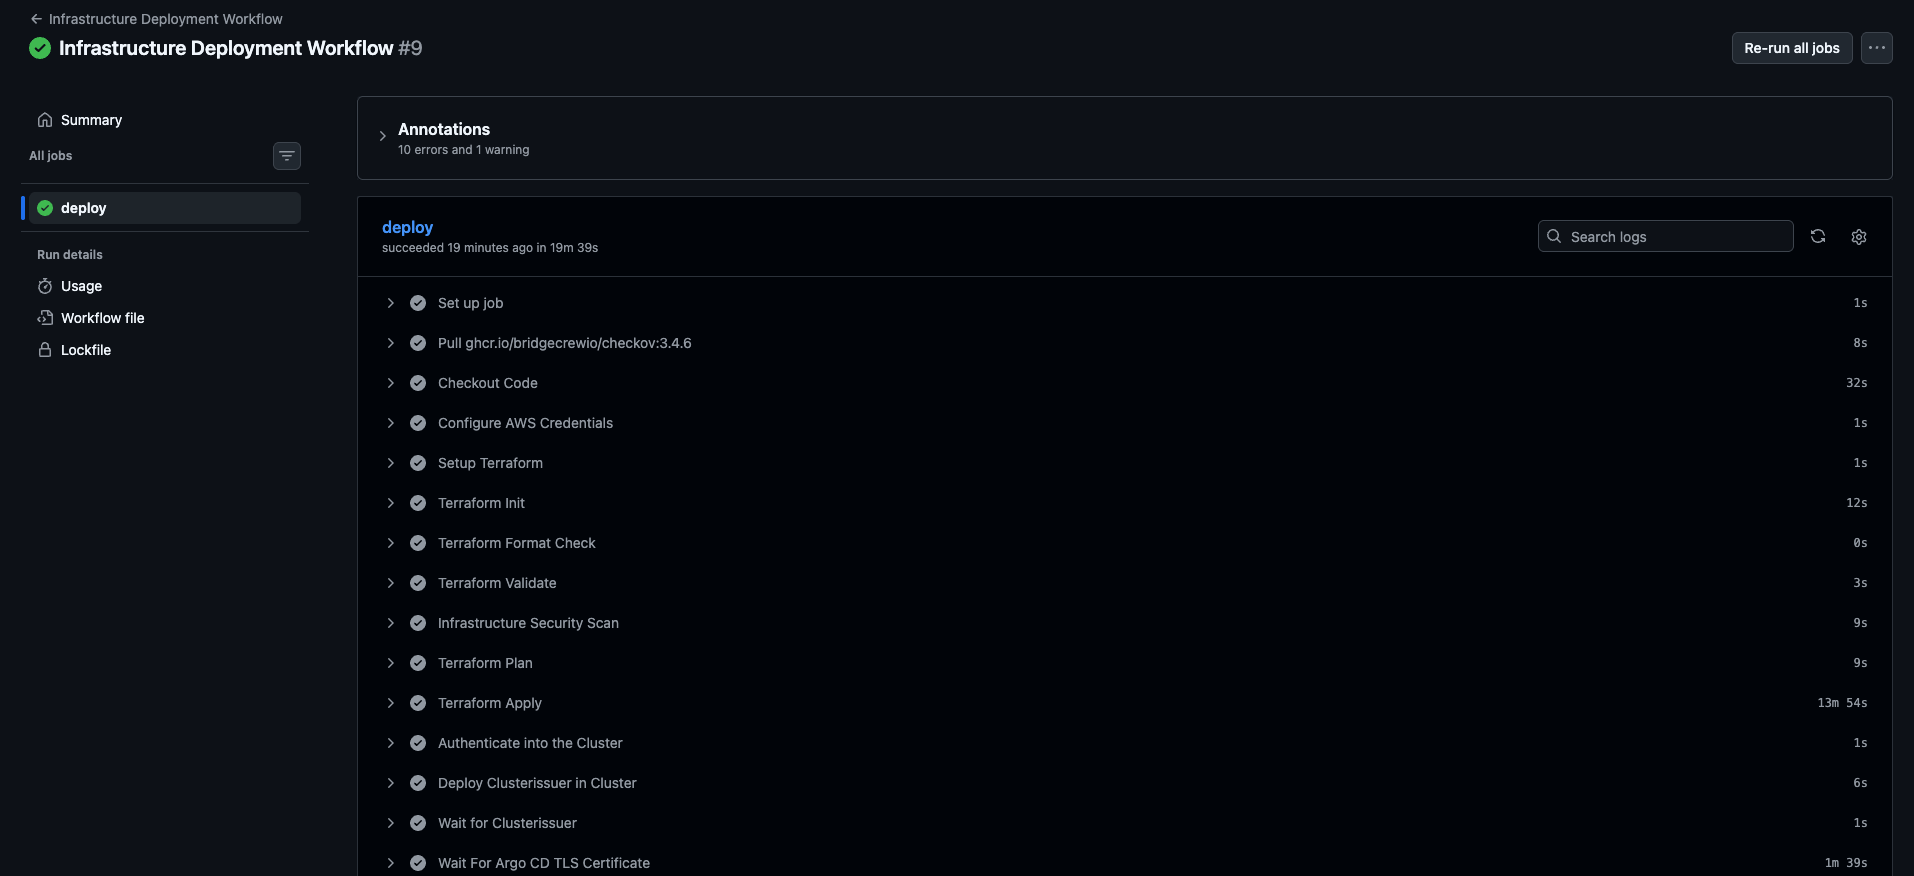 Infrastructure Deployment Workflow
Infrastructure Deployment Workflow #9
Re-run all jobs
Summary
All jobs
deploy
Run details
Usage
Workflow file
Lockfile
Annotations
10 errors and 1 warning
deploy
succeeded 19 minutes ago in 19m 39s
Search logs
Set up job 1s
Pull ghcr.io/bridgecrewio/checkov:3.4.6 8s
Checkout Code 32s
Configure AWS Credentials 1s
Setup Terraform 1s
Terraform Init 12s
Terraform Format Check 0s
Terraform Validate 3s
Infrastructure Security Scan 9s
Terraform Plan 9s
Terraform Apply 13m 54s
Authenticate into the Cluster 1s
Deploy Clusterissuer in Cluster 6s
Wait for Clusterissuer 1s
Wait For Argo CD TLS Certificate 1m 39s